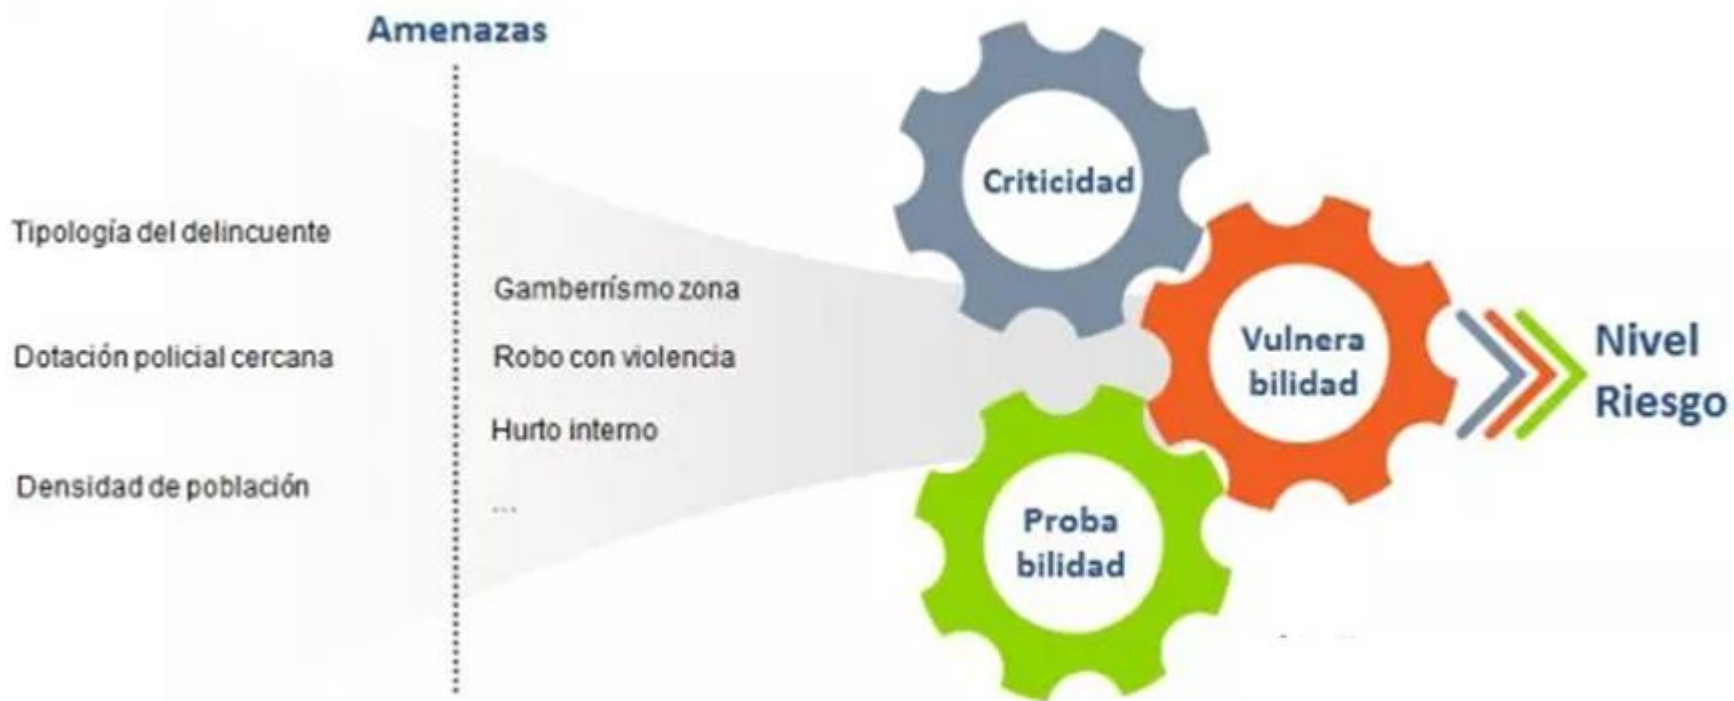 Amenazas
Tipología del delincuente
Dotación policial cercana
Densidad de población
Gamberrísmo zona
Robo con violencia
Hurto interno
...
Criticidad
Vulnera
bilidad
Proba
bilidad
Nivel
Riesgo